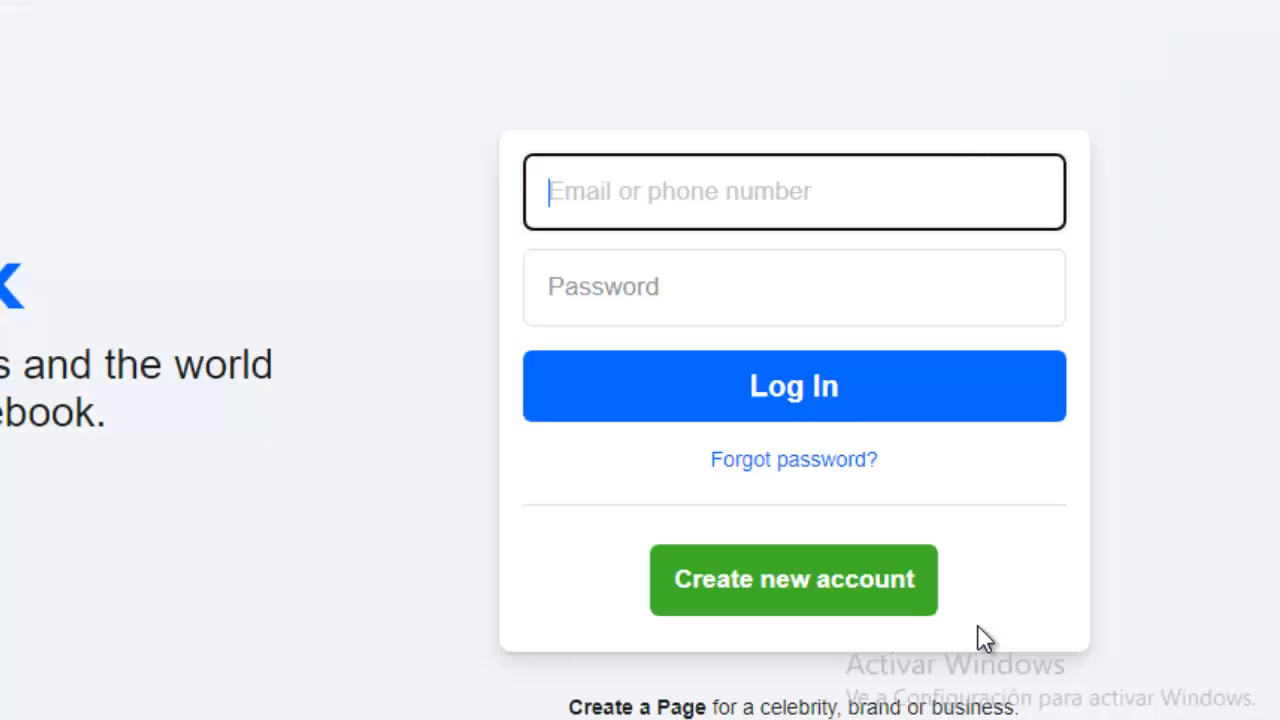 Email or phone number
Password
k
s and the world
ebook.
Log In
Forgot password?
Create new account
Activar Windows
Ve a Configuración para activar Windows.
Create a Page for a celebrity, brand or business.